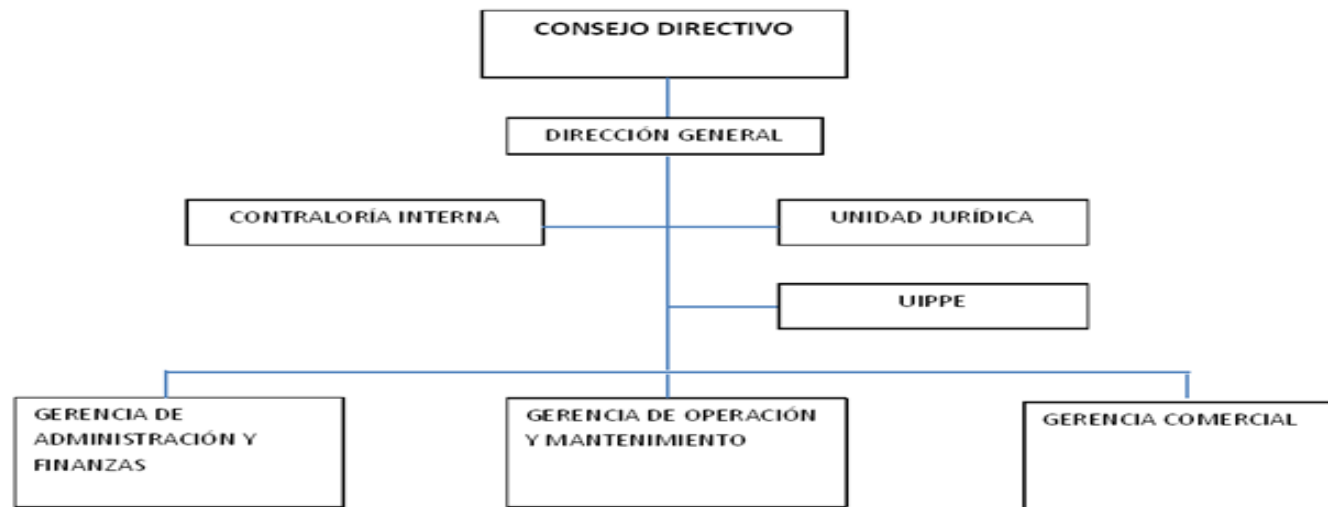 CONSEJO DIRECTIVO
DIRECCIÓN GENERAL
CONTRALORÍA INTERNA
UNIDAD JURÍDICA
UIPPE
GERENCIA DE
ADMINISTRACIÓN Y
FINANZAS
GERENCIA DE OPERACIÓN
Y MANTENIMIENTO
GERENCIA COMERCIAL